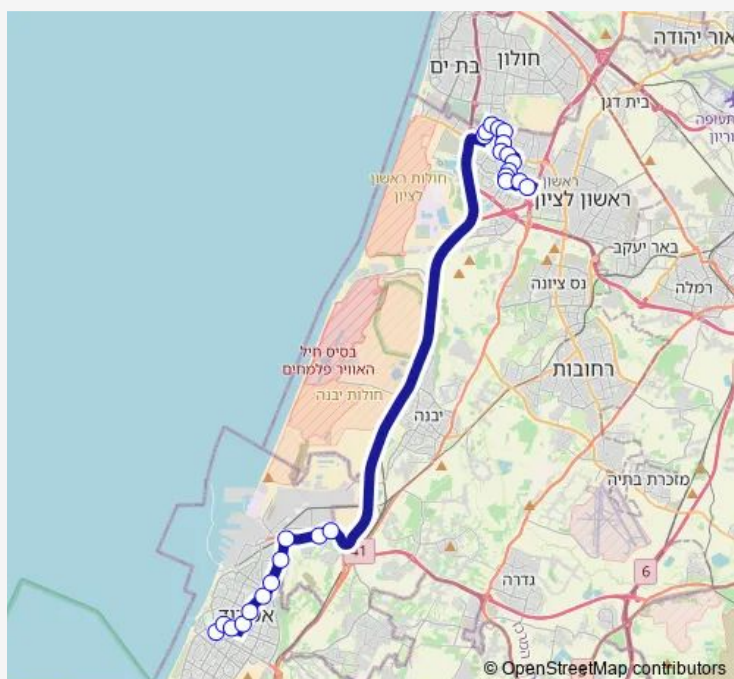 אור יהודה
חולון
בת ים
בית דגן
חולות ראשון
לציון
ראשון
ראשון לציון
באר יעקב
נס ציונה
רמלה
בסיס חיל
האוויר פלמחים
רחובות
חולות יבנה
יבנה
מזכרת בתיה
6
גדרה
© OpenStreetMap contributors